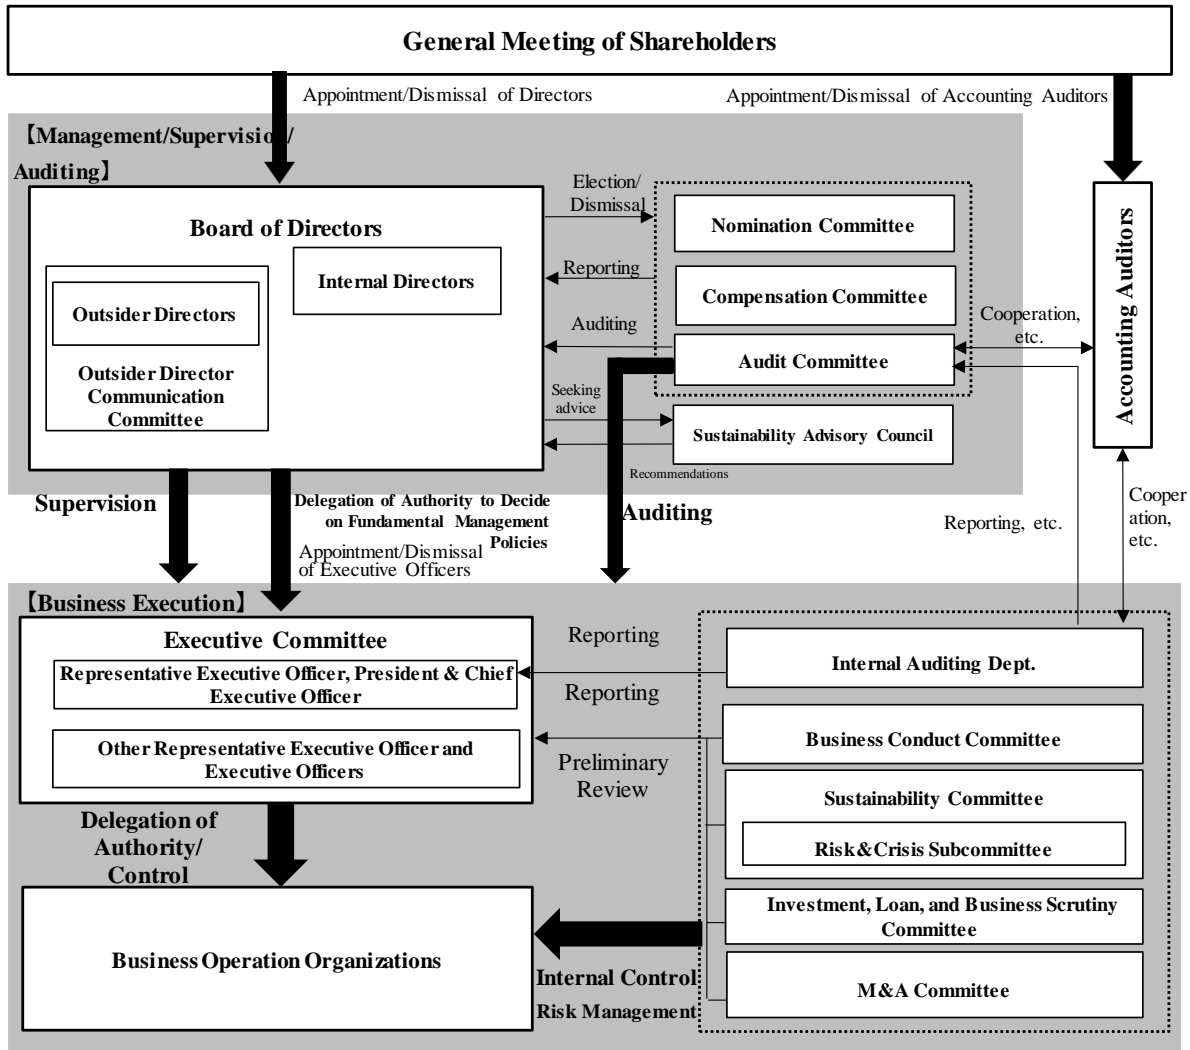 General Meeting of Shareholders
Appointment/Dismissal of Directors
Appointment/Dismissal of Accounting Auditors
【Management/Supervision/
Auditing】
Board of Directors
Internal Directors
Outsider Directors
Outsider Director
Communication
Committee
Election/
Dismissal
Reporting
Auditing
Seeking
advice
Recommendations
Nomination Committee
Compensation Committee
Audit Committee
Sustainability Advisory Council
Cooperation,
etc.
Accounting Auditors
Supervision
Delegation of Authority to Decide
on Fundamental Management
Policies
Appointment/Dismissal
of Executive Officers
Auditing
Reporting, etc.
Cooper
ation,
etc.
【Business Execution】
Executive Committee
Representative Executive Officer, President & Chief
Executive Officer
Other Representative Executive Officer and
Executive Officers
Reporting
Reporting
Preliminary
Review
Internal Auditing Dept.
Business Conduct Committee
Sustainability Committee
Risk&Crisis Subcommittee
Investment, Loan, and Business Scrutiny
Committee
M&A Committee
Delegation of
Authority/
Control
Business Operation Organizations
Internal Control
Risk Management